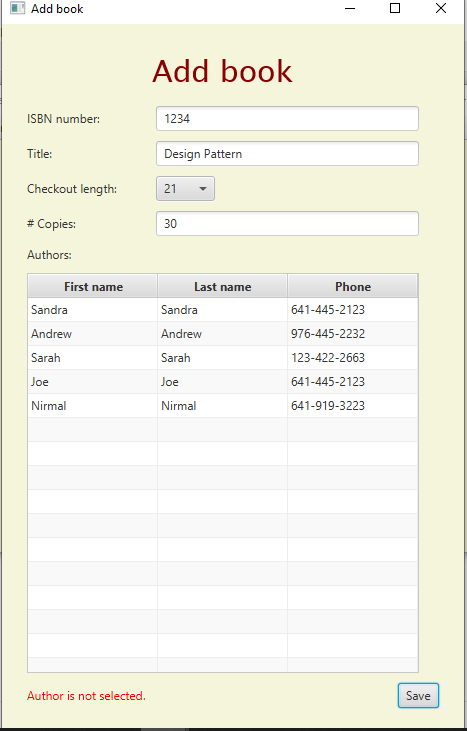 Add book
Add book
ISBN number: 1234
Title: Design Pattern
Checkout length: 21
# Copies: 30
Authors:
First name Last name Phone
Sandra Sandra 641-445-2123
Andrew Andrew 976-445-2232
Sarah Sarah 123-422-2663
Joe Joe 641-445-2123
Nirmal Nirmal 641-919-3223
Author is not selected. Save